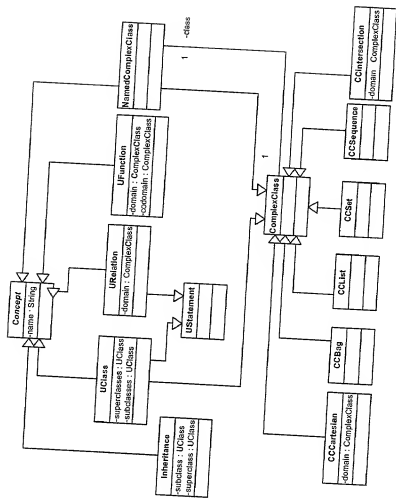 Concept
-name : String
Inheritance
-subclass : UClass
-superclass : UClass
UClass
-superclasses : UClass
-subclasses : UClass
URelation
-domain : ComplexClass
UFunction
-domain : ComplexClass
-codomain : ComplexClass
NamedComplexClass
UStatement
-class
1
1
ComplexClass
CCCartesian
-domain : ComplexClass
CCBag
CCList
CCSet
CCSequence
CCIntersection
-domain : ComplexClass